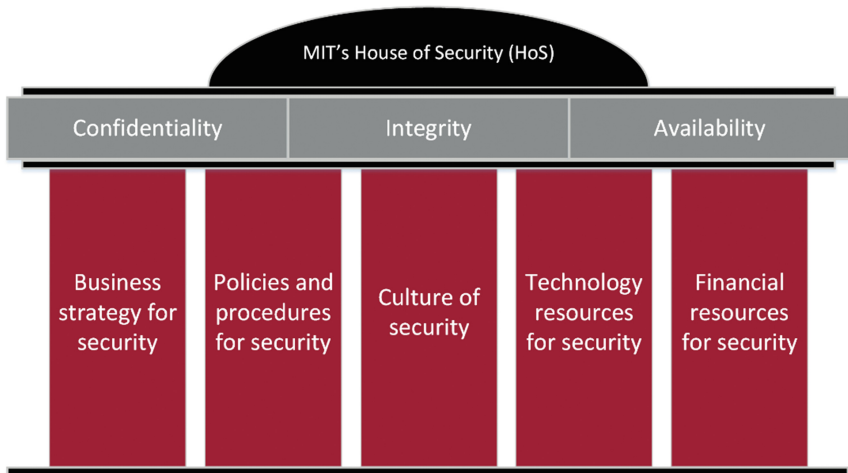 MIT’s House of Security (HoS)
Confidentiality
Integrity
Availability
Business
strategy for
security
Policies and
procedures
for security
Culture of
security
Technology
resources
for security
Financial
resources
for security